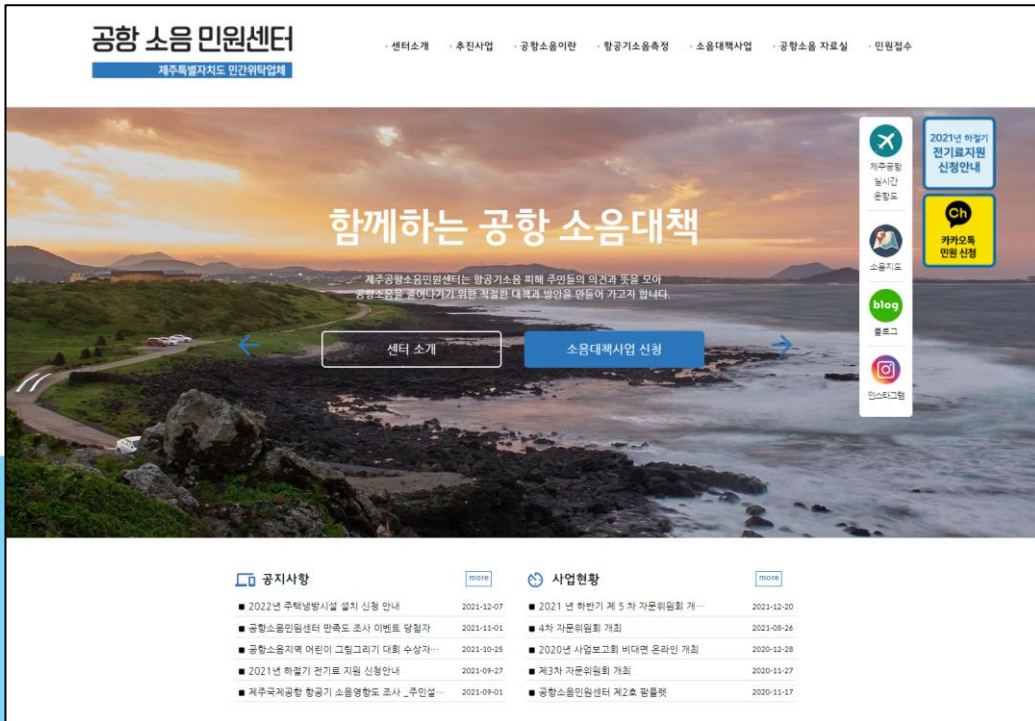 공항 소음 민원센터
제주특별자치도 민간위탁업체
· 센터소개 · 추진사업 · 공항소음이란 · 항공기소음측정 · 소음대책사업 · 공항소음 자료실 · 민원접수
함께하는 공항 소음대책
제주공항소음민원센터는 항공기소음 피해 주민들의 의견과 뜻을 모아
공항소음을 줄여나가기 위한 적절한 대책과 방안을 만들어 가고자 합니다.
센터 소개
소음대책사업 신청
제주공항
실시간
운항도
소음지도
blog
블로그
인스타그램
2021년 하절기
전기료지원
신청안내
Ch
카카오톡
민원 신청
공지사항 more
■ 2022년 주택냉방시설 설치 신청 안내 2021-12-07
■ 공항소음민원센터 만족도 조사 이벤트 당첨자 2021-11-01
■ 공항소음지역 어린이 그림그리기 대회 수상자… 2021-10-25
■ 2021년 하절기 전기료 지원 신청안내 2021-09-27
■ 제주국제공항 항공기 소음영향도 조사 _주민설… 2021-09-01
사업현황 more
■ 2021 년 하반기 제 5 차 자문위원회 개… 2021-12-20
■ 4차 자문위원회 개최 2021-08-26
■ 2020년 사업보고회 비대면 온라인 개최 2020-12-28
■ 제3차 자문위원회 개최 2020-11-27
■ 공항소음민원센터 제2호 팜플렛 2020-11-17